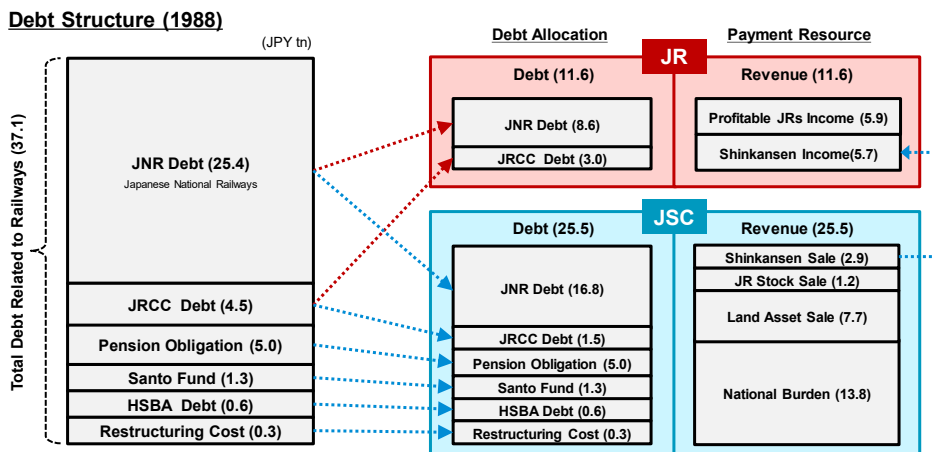 Debt Structure (1988)
(JPY tn)
Total Debt Related to Railways (37.1)
JNR Debt (25.4)
Japanese National Railways
JRCC Debt (4.5)
Pension Obligation (5.0)
Santo Fund (1.3)
HSBA Debt (0.6)
Restructuring Cost (0.3)
Debt Allocation
Payment Resource
JR
Debt (11.6)
JNR Debt (8.6)
JRCC Debt (3.0)
Revenue (11.6)
Profitable JRs Income (5.9)
Shinkansen Income(5.7)
JSC
Debt (25.5)
JNR Debt (16.8)
JRCC Debt (1.5)
Pension Obligation (5.0)
Santo Fund (1.3)
HSBA Debt (0.6)
Restructuring Cost (0.3)
Revenue (25.5)
Shinkansen Sale (2.9)
JR Stock Sale (1.2)
Land Asset Sale (7.7)
National Burden (13.8)